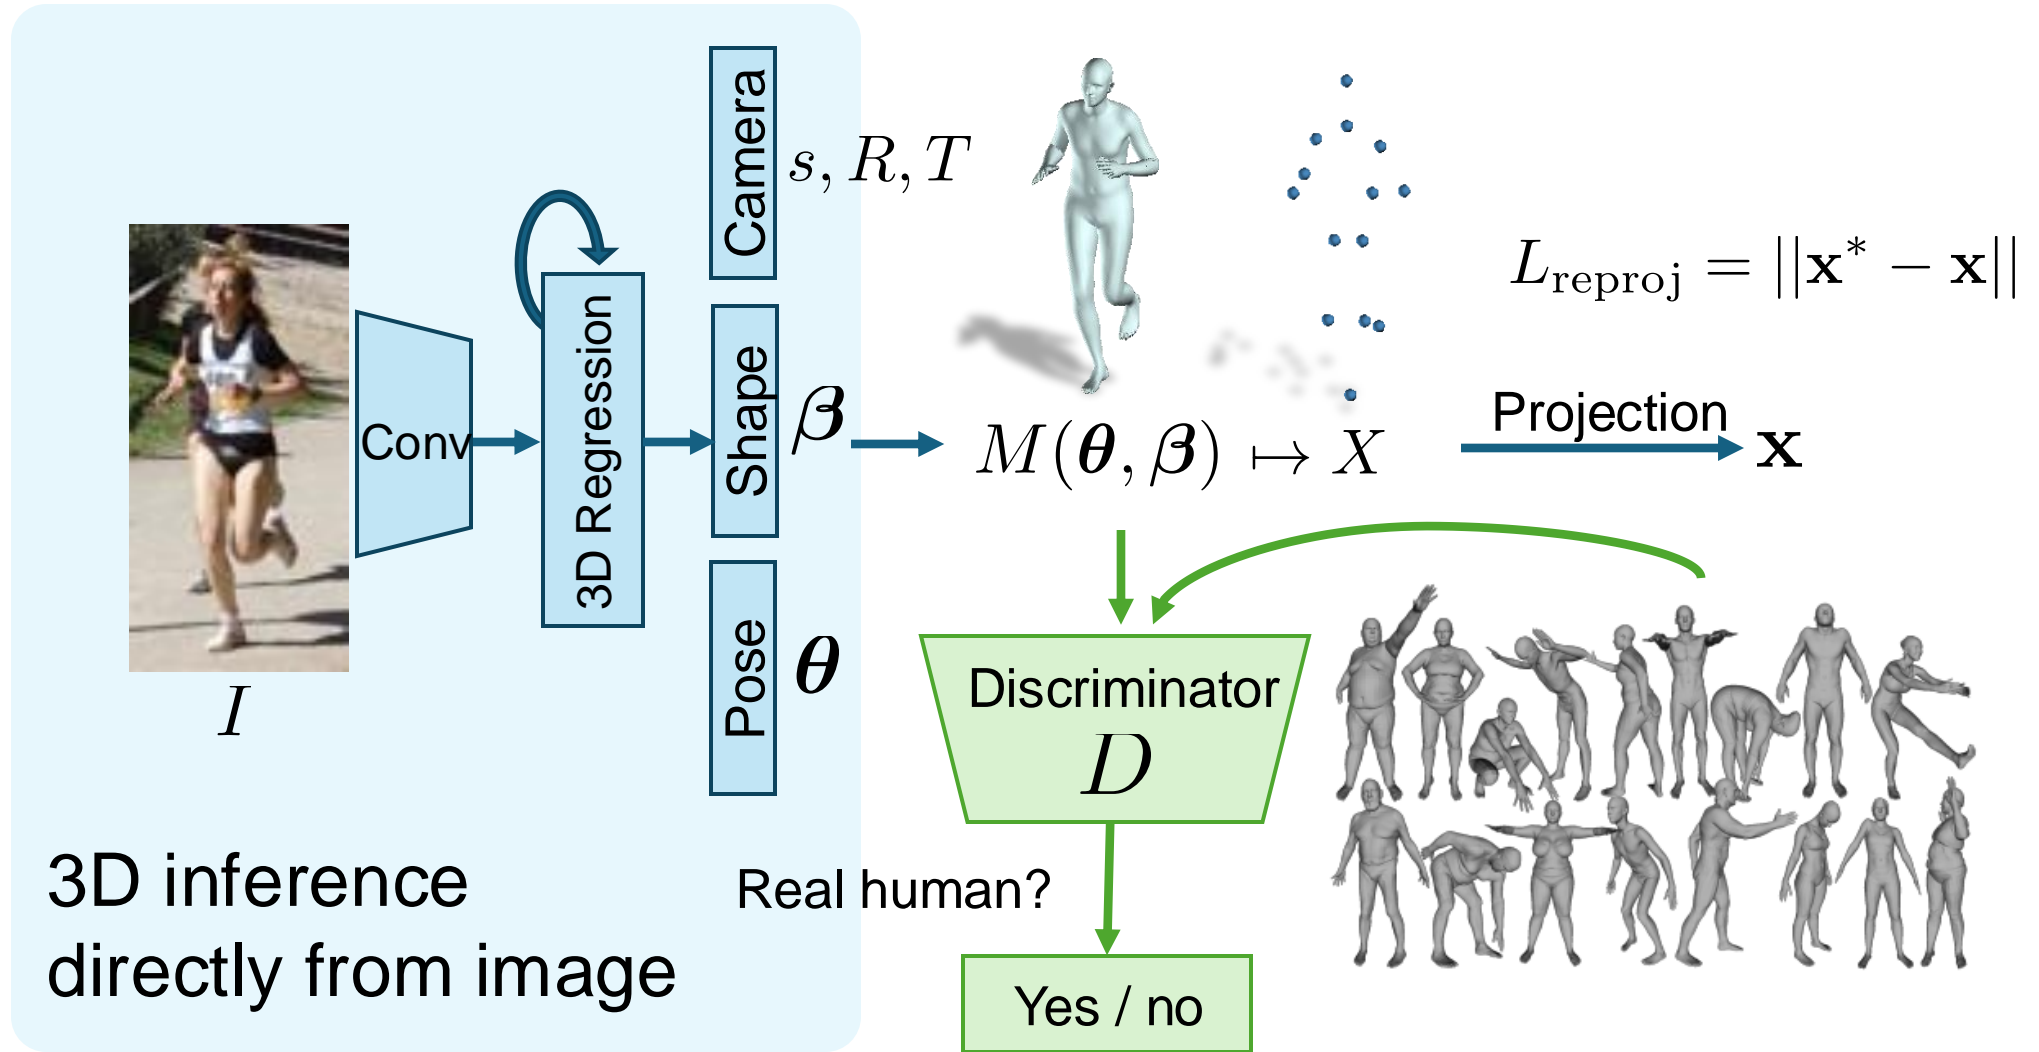 Camera
s, R, T
Shape
β
Pose
θ
I
Conv
3D Regression
M(θ, β) ↦ X
L_reproj = ||x* − x||
Projection
x
Discriminator
D
Real human?
Yes / no
3D inference
directly from image